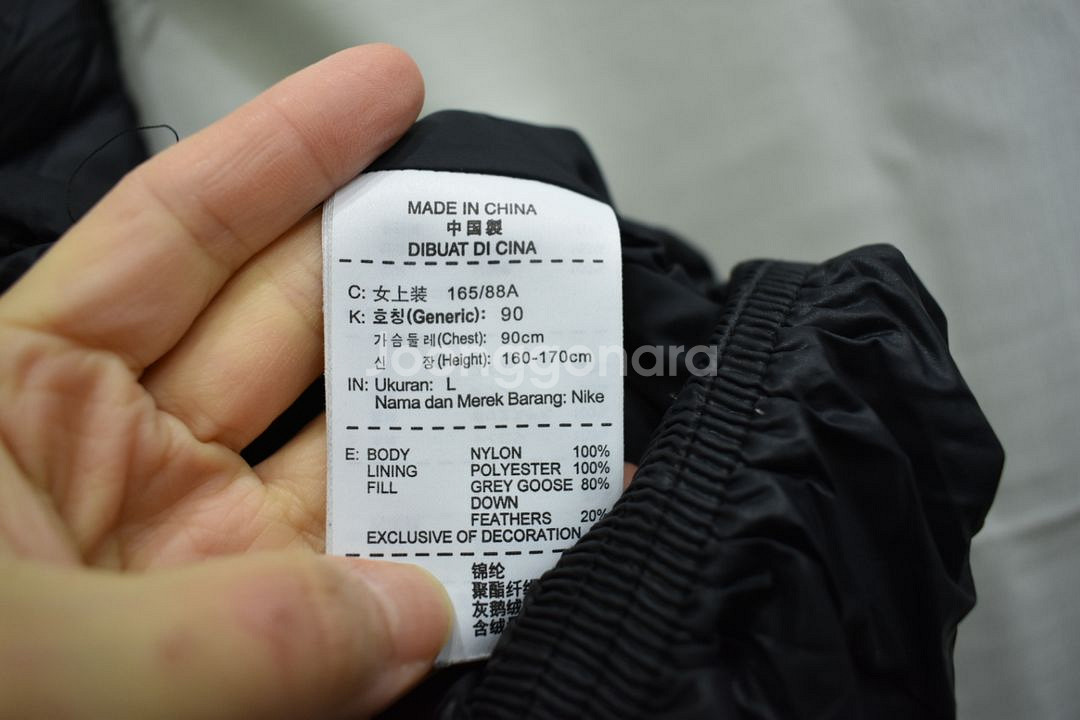 MADE IN CHINA
中国製
DIBUAT DI CINA
C: 女上装 165/88A
K: 호칭(Generic): 90
가슴둘레(Chest): 90cm
신 장(Height): 160-170cm
joonggonara
IN: Ukuran: L
Nama dan Merek Barang: Nike
E: BODY NYLON 100%
LINING POLYESTER 100%
FILL GREY GOOSE 80%
DOWN
FEATHERS 20%
EXCLUSIVE OF DECORATION
锦纶
聚酯纤
灰鹅绒
含绒